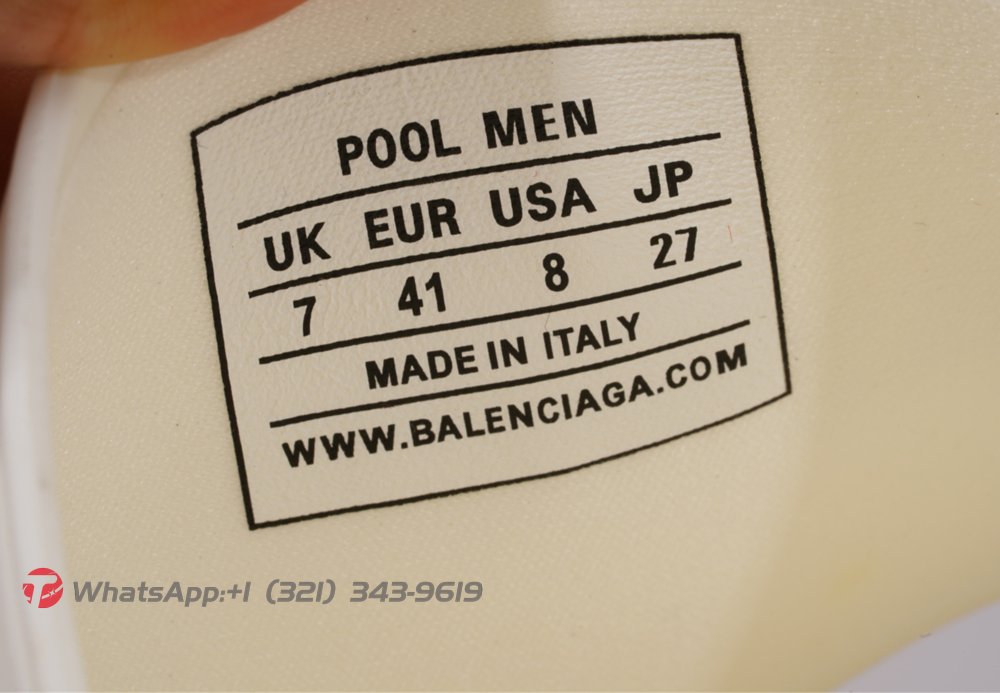 POOL MEN
UK EUR USA JP
7 41 8 27
MADE IN ITALY
WWW.BALENCIAGA.COM
WhatsApp:+1 (321) 343-9619